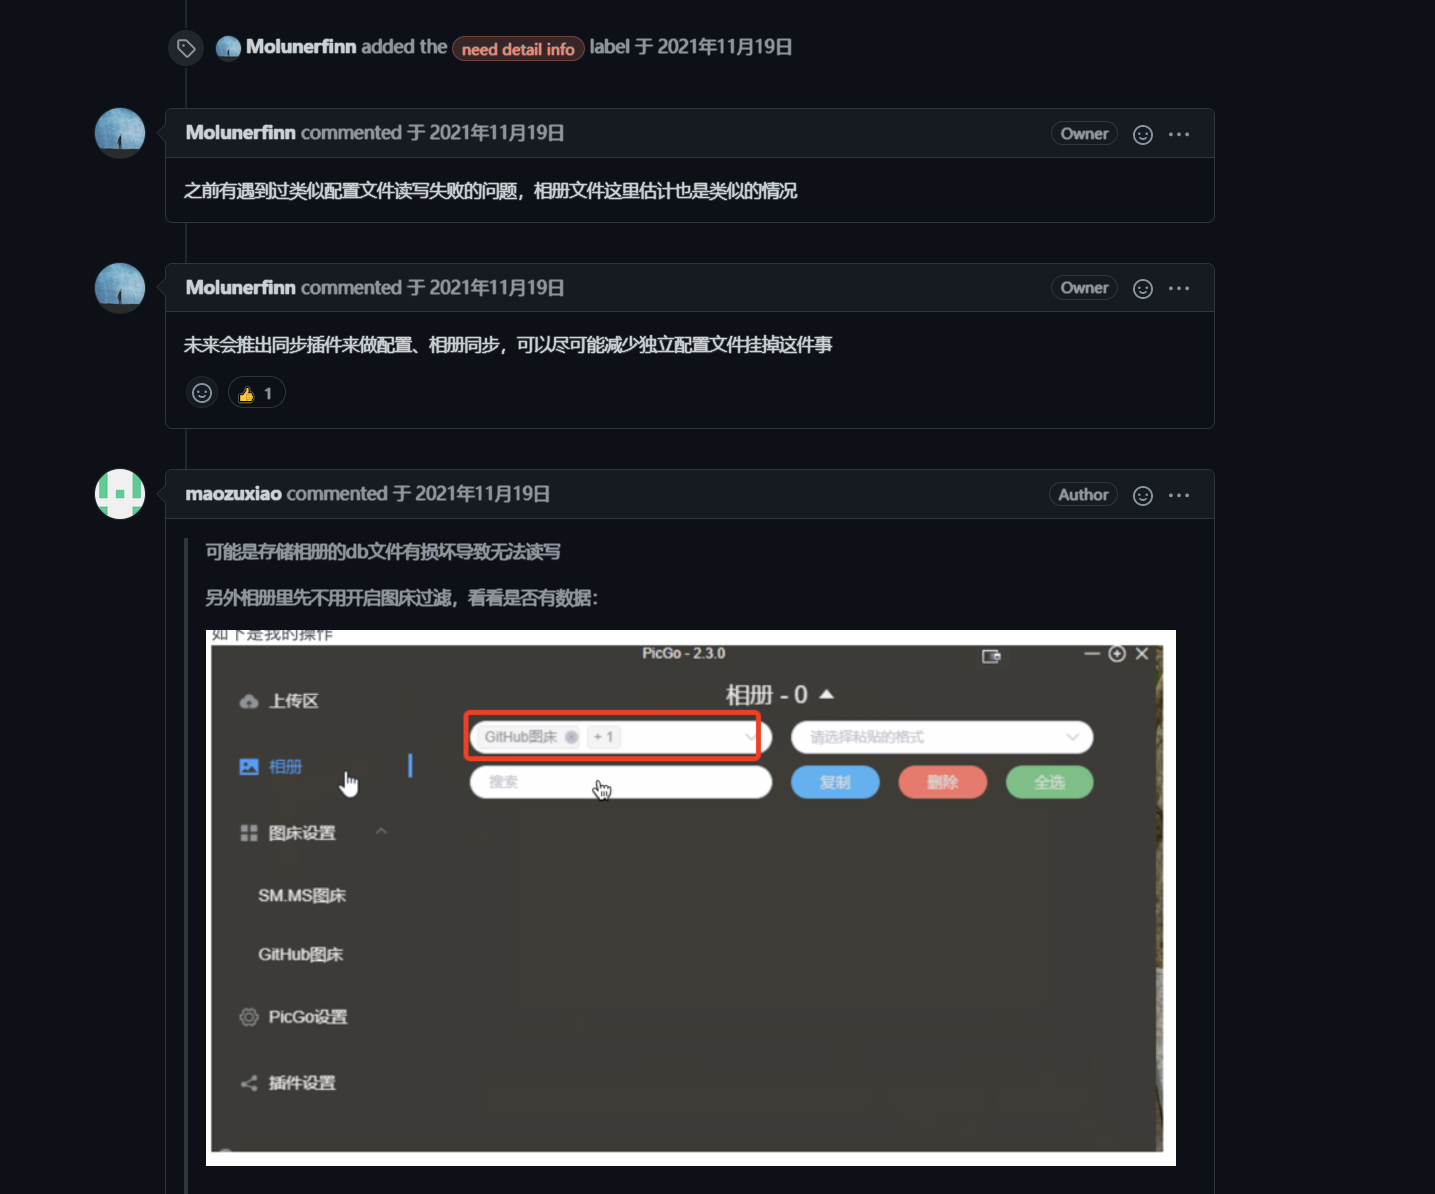 Molunerfinn added the need detail info label 于 2021年11月19日
Molunerfinn commented 于 2021年11月19日
Owner
之前有遇到过类似配置文件读写失败的问题，相册文件这里估计也是类似的情况
Molunerfinn commented 于 2021年11月19日
Owner
未来会推出同步插件来做配置、相册同步，可以尽可能减少独立配置文件挂掉这件事
1
maozuxiao commented 于 2021年11月19日
Author
可能是存储相册的db文件有损坏导致无法读写
另外相册里先不用开启图床过滤，看看是否有数据：
如下是我的操作
PicGo - 2.3.0
相册 - 0
上传区
GitHub图床
+ 1
请选择粘贴的格式
相册
搜索
复制
删除
全选
图床设置
SM.MS图床
GitHub图床
PicGo设置
插件设置